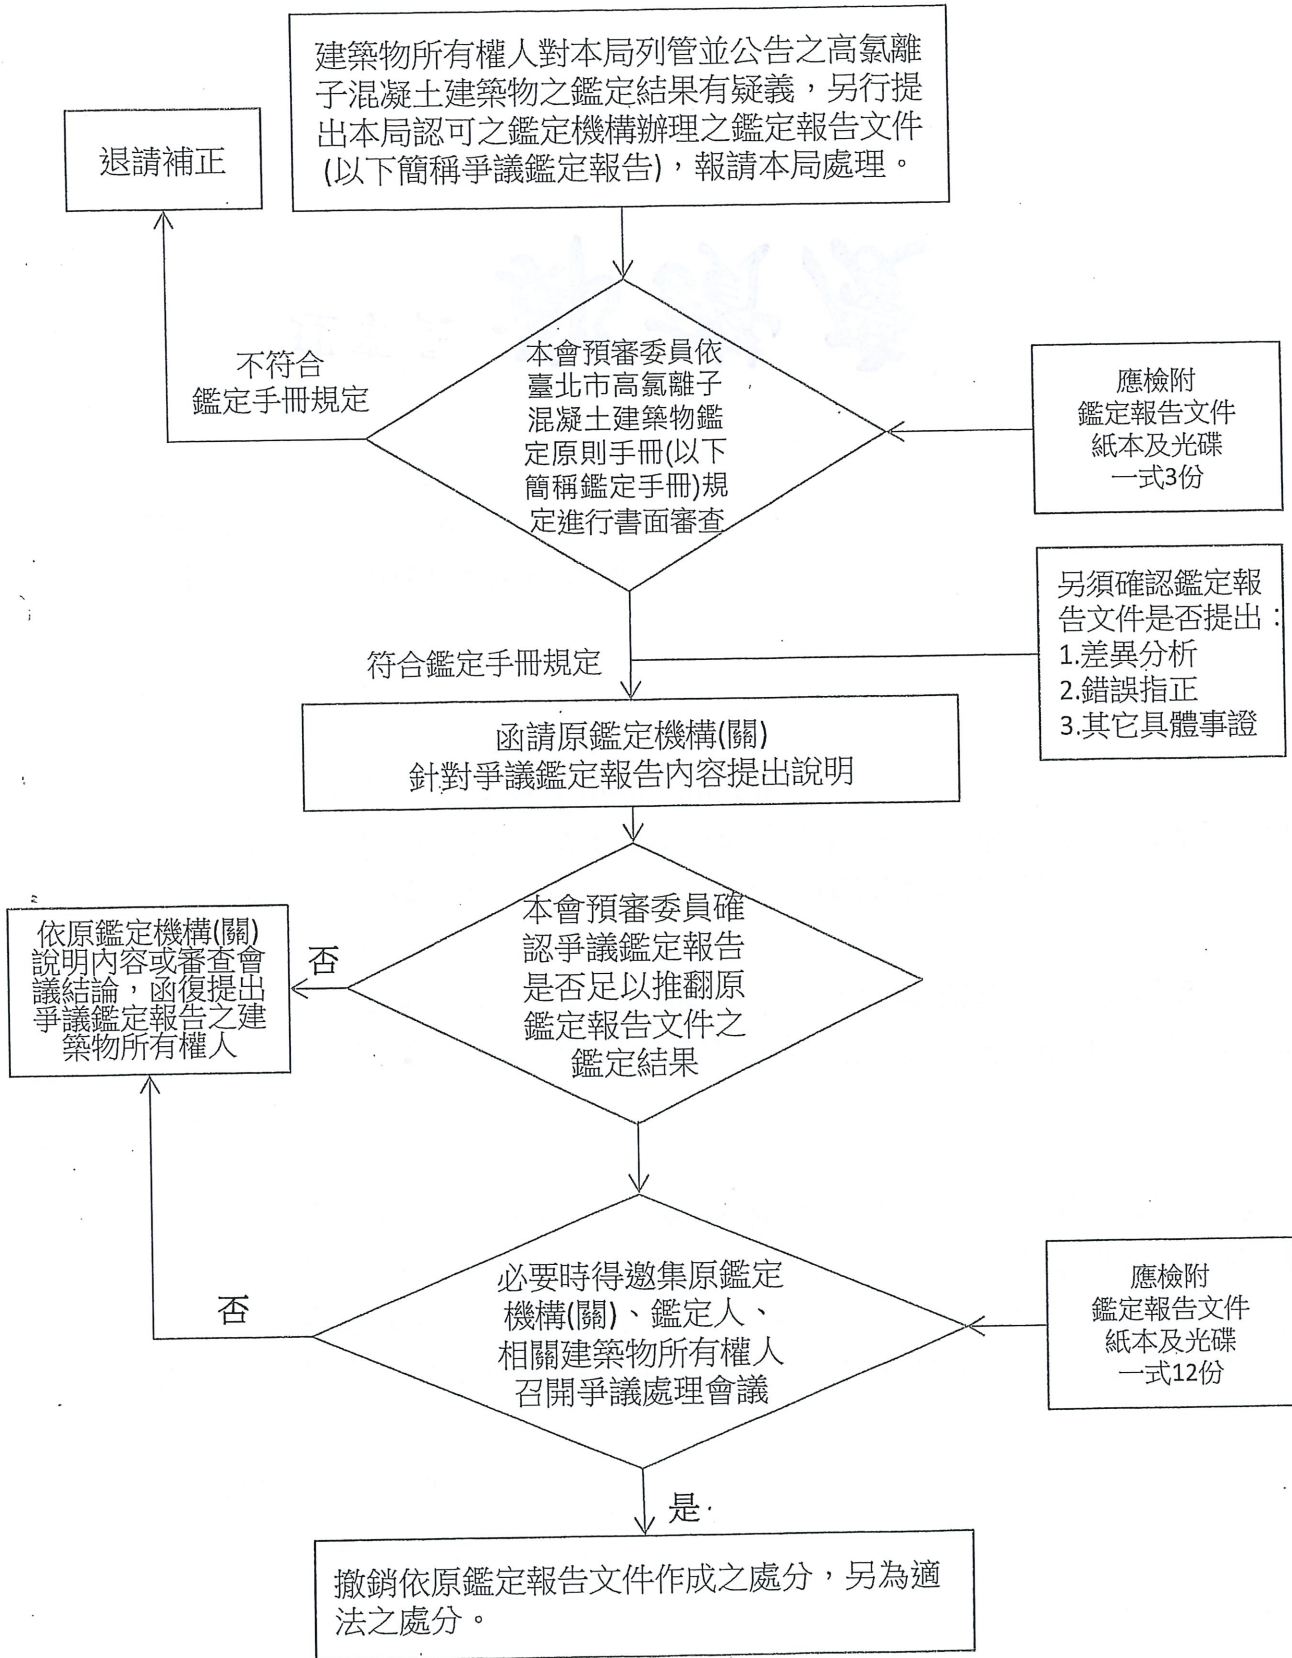 建築物所有權人對本局列管並公告之高氯離
子混凝土建築物之鑑定結果有疑義，另行提
出本局認可之鑑定機構辦理之鑑定報告文件
(以下簡稱爭議鑑定報告)，報請本局處理。
退請補正
不符合
鑑定手冊規定
本會預審委員依
臺北市高氯離子
混凝土建築物鑑
定原則手冊(以下
簡稱鑑定手冊)規
定進行書面審查
應檢附
鑑定報告文件
紙本及光碟
一式3份
符合鑑定手冊規定
另須確認鑑定報
告文件是否提出：
1.差異分析
2.錯誤指正
3.其它具體事證
函請原鑑定機構(關)
針對爭議鑑定報告內容提出說明
本會預審委員確
認爭議鑑定報告
是否足以推翻原
鑑定報告文件之
鑑定結果
否
依原鑑定機構(關)
說明內容或審查會
議結論，函復提出
爭議鑑定報告之建
築物所有權人
必要時得邀集原鑑定
機構(關)、鑑定人、
相關建築物所有權人
召開爭議處理會議
否
應檢附
鑑定報告文件
紙本及光碟
一式12份
是
撤銷依原鑑定報告文件作成之處分，另為適
法之處分。